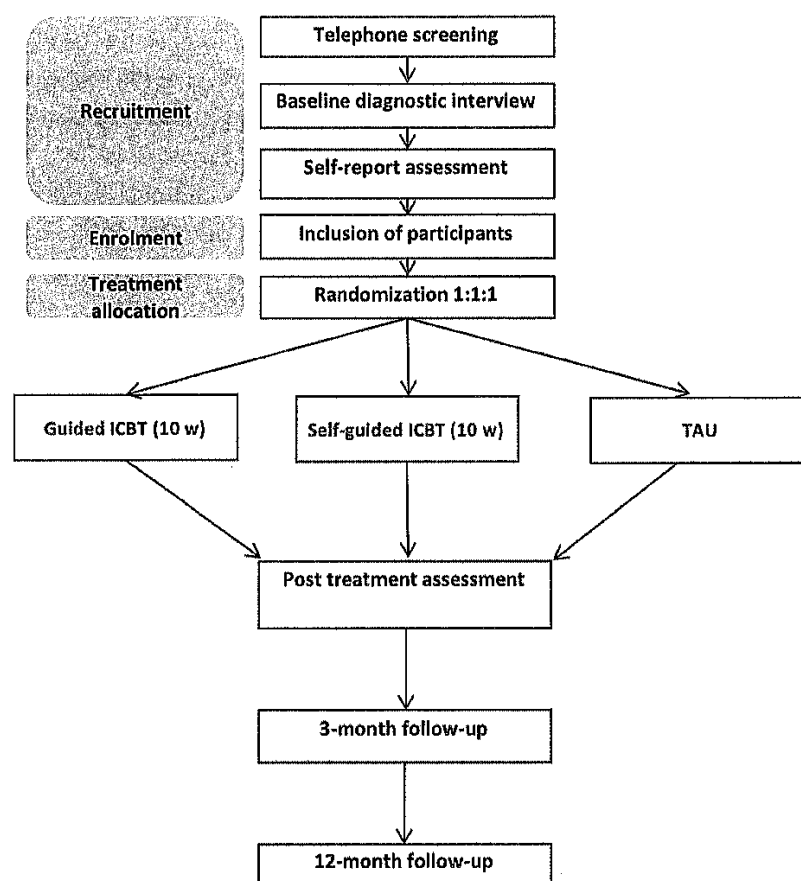 Telephone screening
Baseline diagnostic interview
Recruitment
Self-report assessment
Enrolment
Inclusion of participants
Treatment
allocation
Randomization 1:1:1
Guided ICBT (10 w)
Self-guided ICBT (10 w)
TAU
Post treatment assessment
3-month follow-up
12-month follow-up